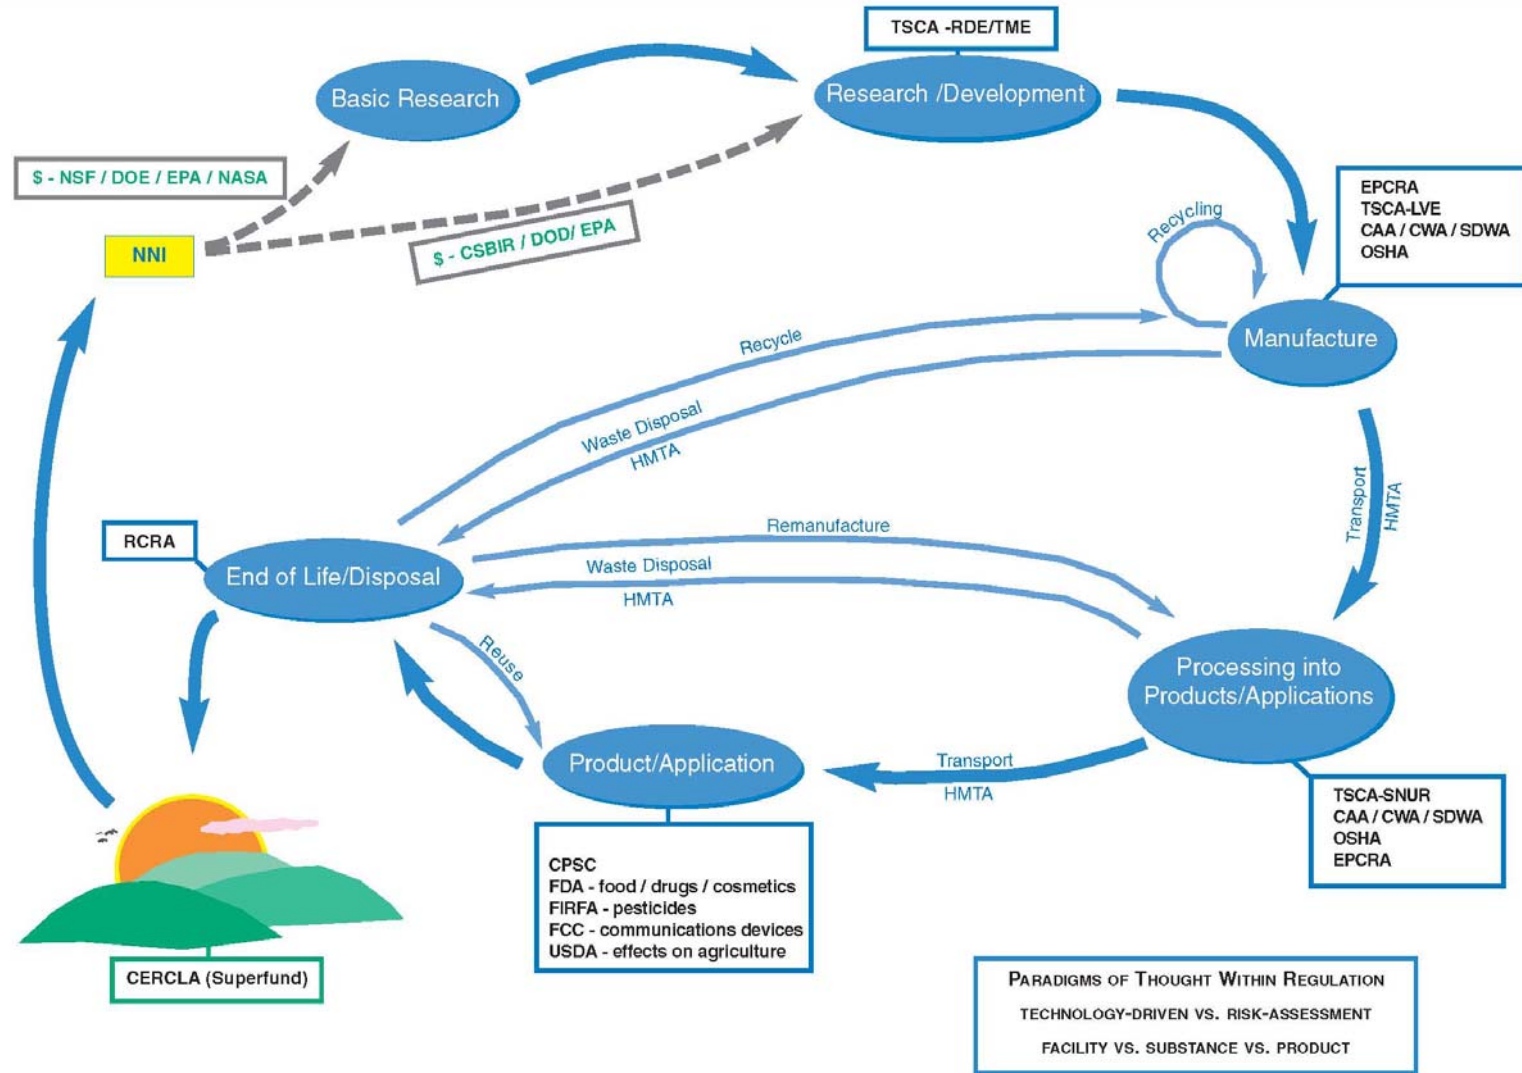 TSCA -RDE/TME
Basic Research
Research /Development
$ - NSF / DOE / EPA / NASA
NNI
$ - CSBIR / DOD/ EPA
EPCRA
TSCA-LVE
CAA / CWA / SDWA
OSHA
Recycling
Manufacture
Recycle
Waste Disposal
HMTA
Transport
HMTA
RCRA
End of Life/Disposal
Remanufacture
Waste Disposal
HMTA
Reuse
Processing into
Products/Applications
Product/Application
Transport
HMTA
TSCA-SNUR
CAA / CWA / SDWA
OSHA
EPCRA
CPSC
FDA - food / drugs / cosmetics
FIRFA - pesticides
FCC - communications devices
USDA - effects on agriculture
CERCLA (Superfund)
PARADIGMS OF THOUGHT WITHIN REGULATION
TECHNOLOGY-DRIVEN VS. RISK-ASSESSMENT
FACILITY VS. SUBSTANCE VS. PRODUCT